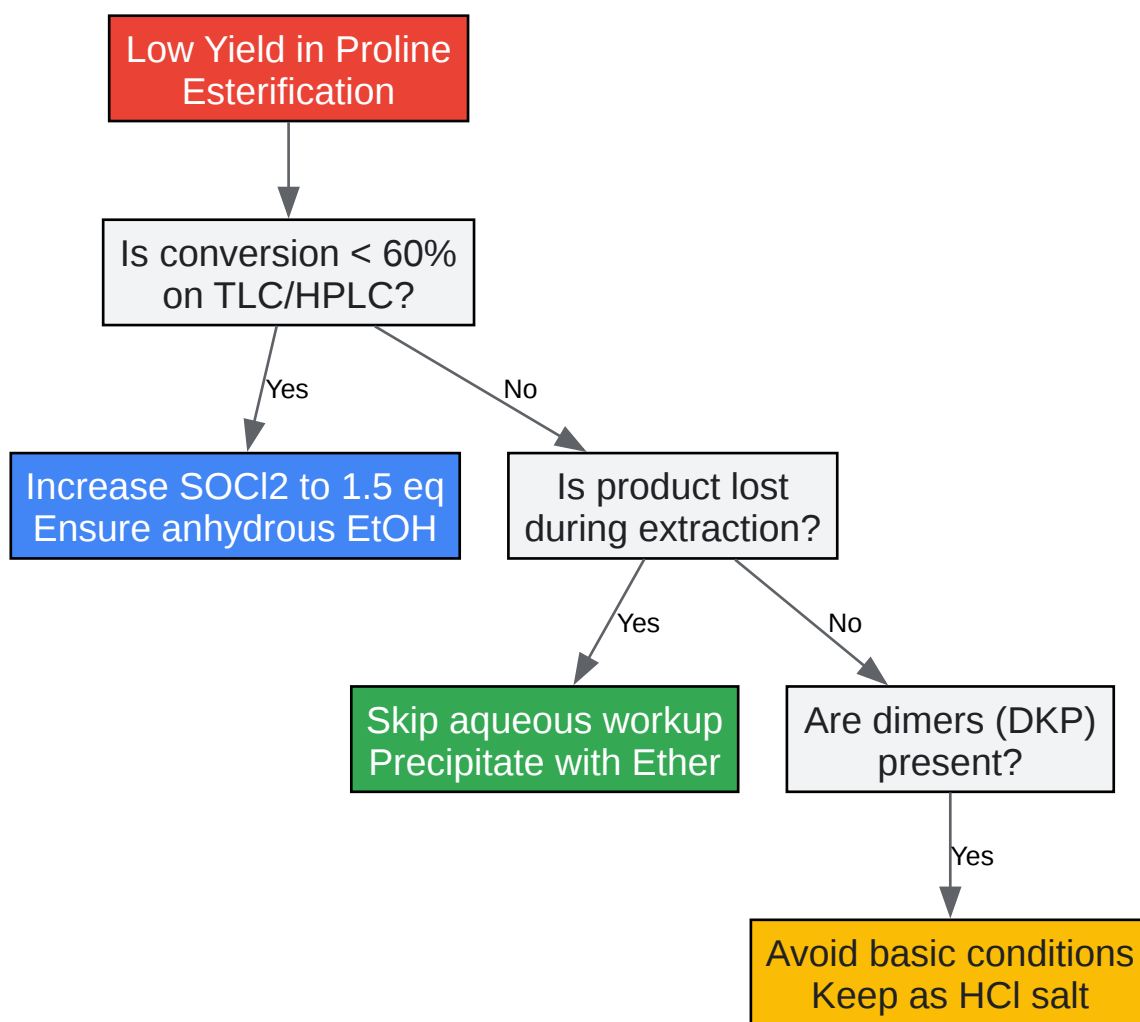 Low Yield in Proline
Esterification
Is conversion < 60%
on TLC/HPLC?
Yes
No
Increase SOCl2 to 1.5 eq
Ensure anhydrous EtOH
Is product lost
during extraction?
Yes
No
Skip aqueous workup
Precipitate with Ether
Are dimers (DKP)
present?
Yes
Avoid basic conditions
Keep as HCl salt